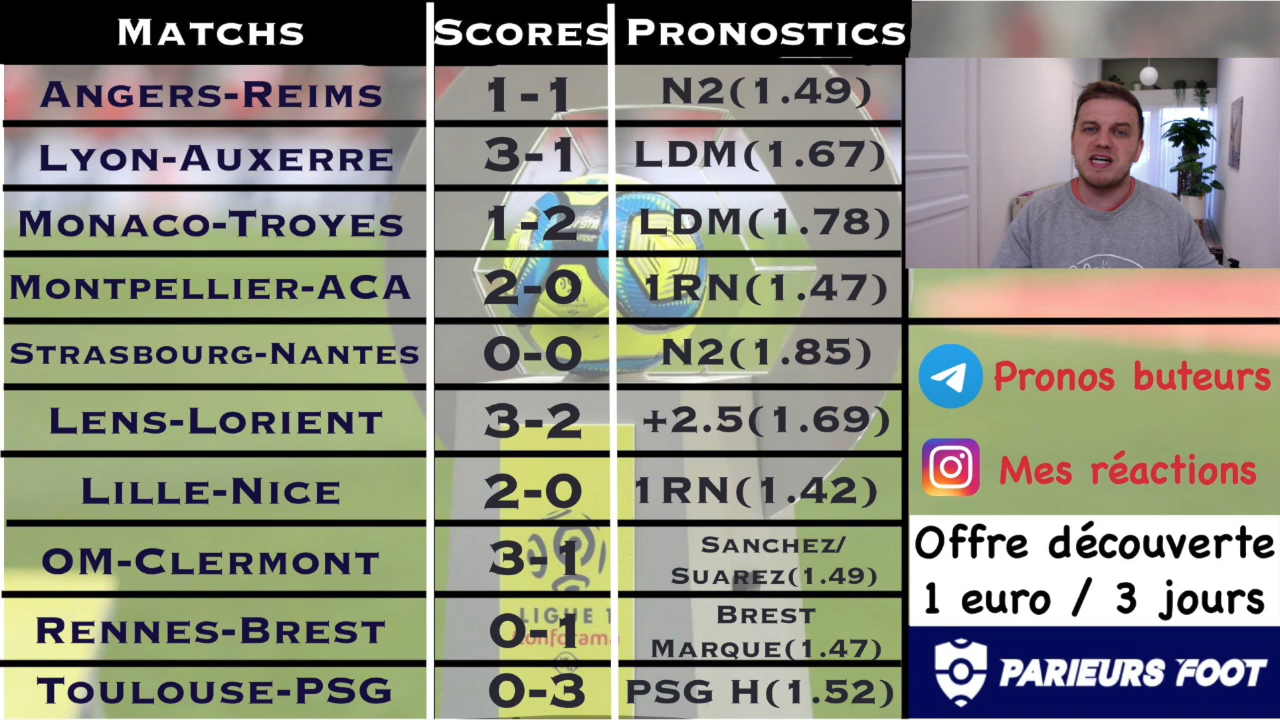 Matchs Scores Pronostics
Angers-Reims 1-1 N2(1.49)
Lyon-Auxerre 3-1 LDM(1.67)
Monaco-Troyes 1-2 LDM(1.78)
Montpellier-ACA 2-0 1RN(1.47)
Strasbourg-Nantes 0-0 N2(1.85)
Lens-Lorient 3-2 +2.5(1.69)
Lille-Nice 2-0 1RN(1.42)
OM-Clermont 3-1 Sanchez/
Suarez(1.49)
Rennes-Brest 0-1 Brest
Marque(1.47)
Toulouse-PSG 0-3 PSG H(1.52)
LIGUE 1
Conforama
Pronos buteurs
Mes réactions
Offre découverte
1 euro / 3 jours
PARIEURS FOOT